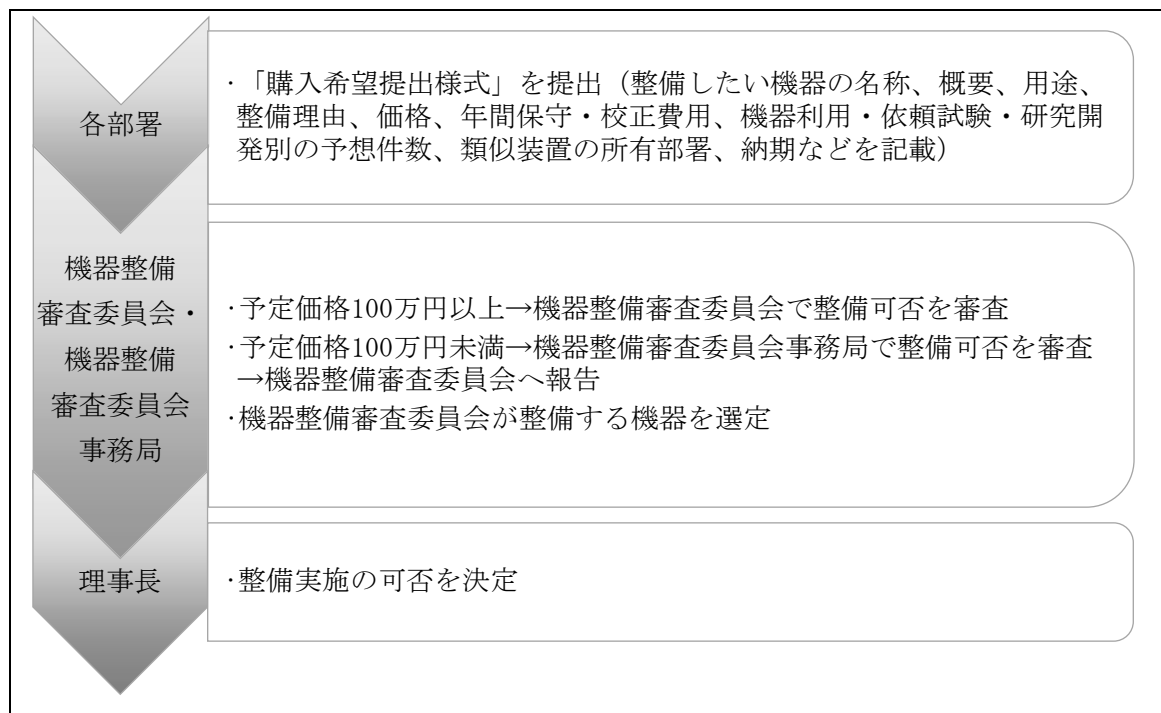 各部署
・「購入希望提出様式」を提出（整備したい機器の名称、概要、用途、
整備理由、価格、年間保守・校正費用、機器利用・依頼試験・研究開
発別の予想件数、類似装置の所有部署、納期などを記載）
機器整備
審査委員会・
機器整備
審査委員会
事務局
・予定価格100万円以上→機器整備審査委員会で整備可否を審査
・予定価格100万円未満→機器整備審査委員会事務局で整備可否を審査
→機器整備審査委員会へ報告
・機器整備審査委員会が整備する機器を選定
理事長
・整備実施の可否を決定